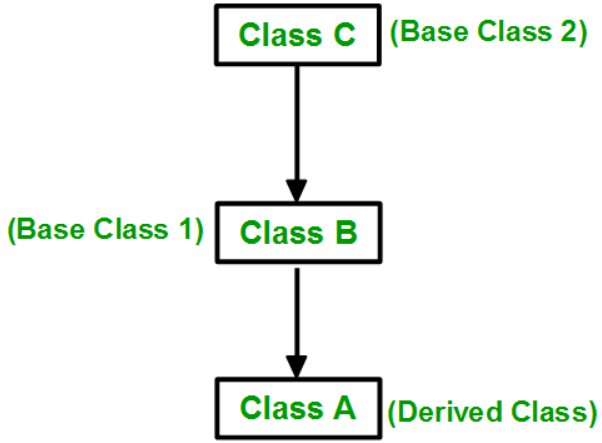 Class C (Base Class 2)
(Base Class 1) Class B
Class A (Derived Class)